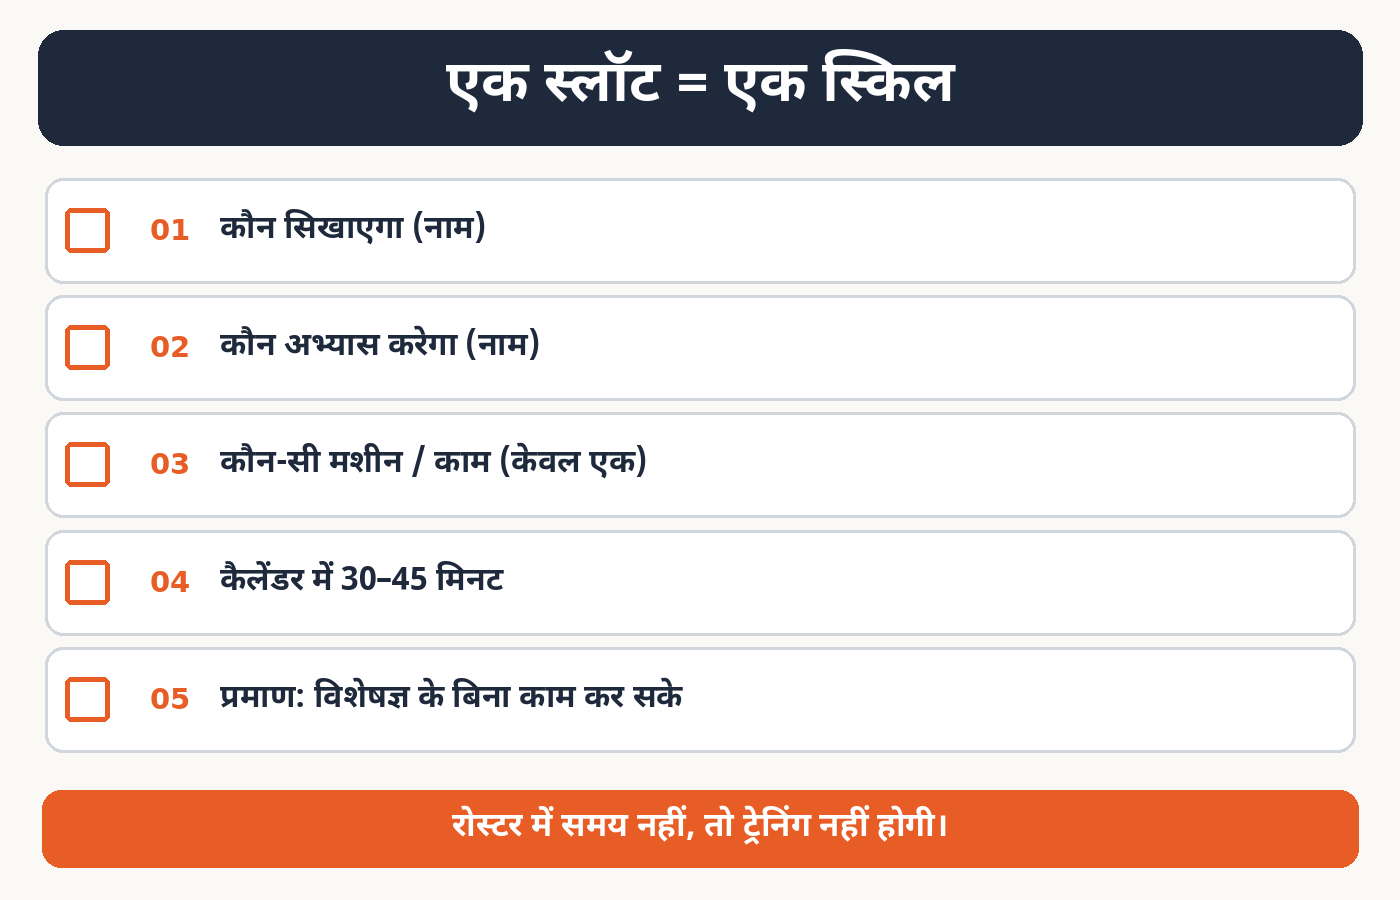 एक स्लॉट = एक स्किल
01 कौन सिखाएगा (नाम)
02 कौन अभ्यास करेगा (नाम)
03 कौन-सी मशीन / काम (केवल एक)
04 कैलेंडर में 30–45 मिनट
05 प्रमाण: विशेषज्ञ के बिना काम कर सके
रोस्टर में समय नहीं, तो ट्रेनिंग नहीं होगी।